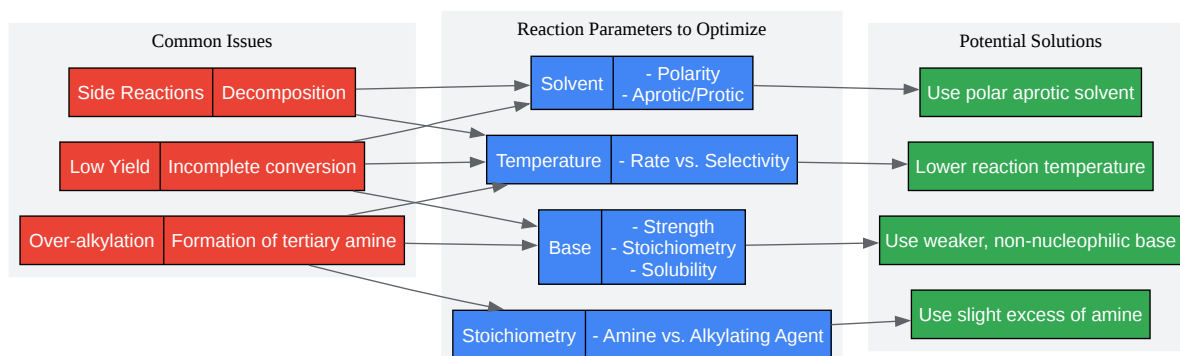 Common Issues
Side Reactions
Decomposition
Low Yield
Incomplete conversion
Over-alkylation
Formation of tertiary amine
Reaction Parameters to Optimize
Solvent
- Polarity
- Aprotic/Protic
Temperature
- Rate vs. Selectivity
Base
- Strength
- Stoichiometry
- Solubility
Stoichiometry
- Amine vs. Alkylating Agent
Potential Solutions
Use polar aprotic solvent
Lower reaction temperature
Use weaker, non-nucleophilic base
Use slight excess of amine